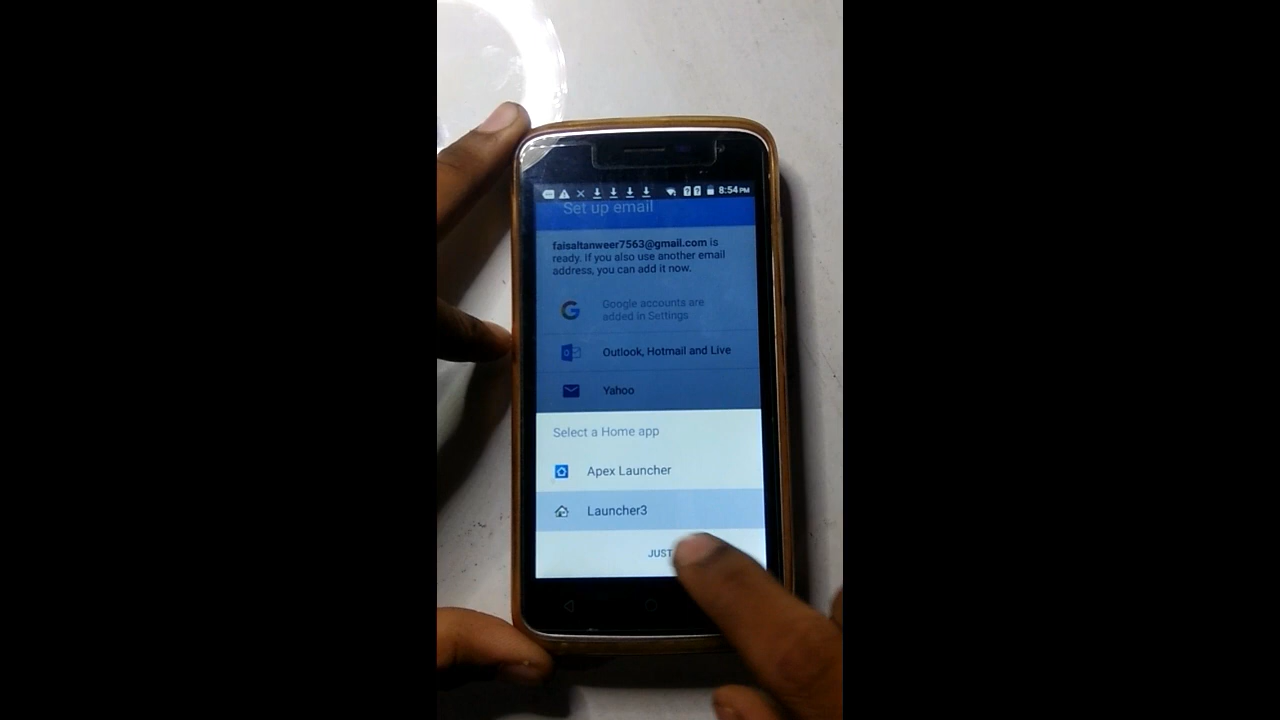 8:54 PM
Set up email
faisaltanweer7563@gmail.com is
ready. If you also use another email
address, you can add it now.
Google accounts are
added in Settings
Outlook, Hotmail and Live
Yahoo
Select a Home app
Apex Launcher
Launcher3
JUST